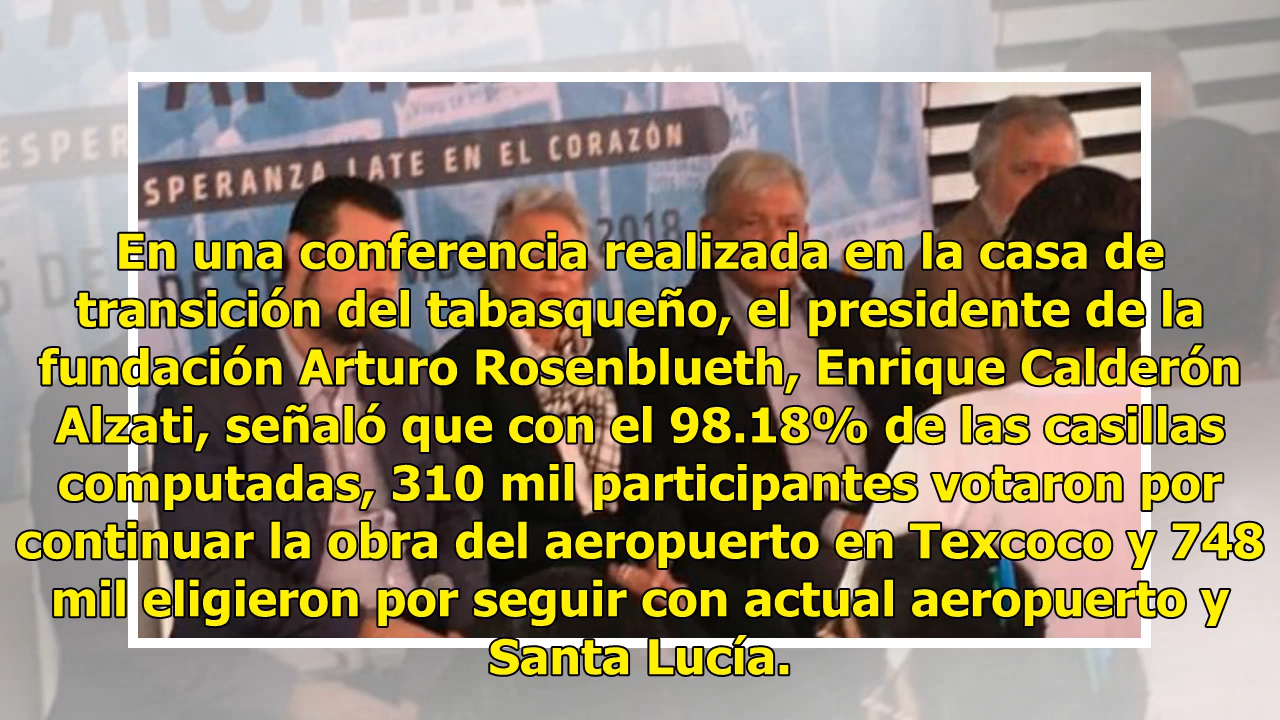 SPERANZA LATE EN EL CORAZÓN
2018
En una conferencia realizada en la casa de
transición del tabasqueño, el presidente de la
fundación Arturo Rosenblueth, Enrique Calderón
Alzati, señaló que con el 98.18% de las casillas
computadas, 310 mil participantes votaron por
continuar la obra del aeropuerto en Texcoco y 748
mil eligieron por seguir con actual aeropuerto y
Santa Lucía.